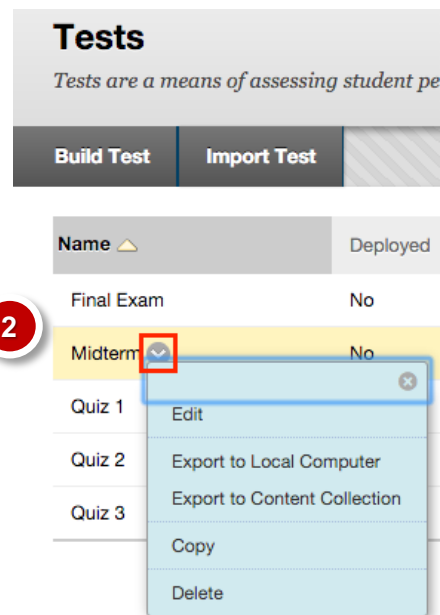 Tests
Tests are a means of assessing student pe
Build Test Import Test
Name Deployed
Final Exam No
2
Midterm No
Quiz 1
Edit
Quiz 2
Export to Local Computer
Export to Content Collection
Quiz 3
Copy
Delete